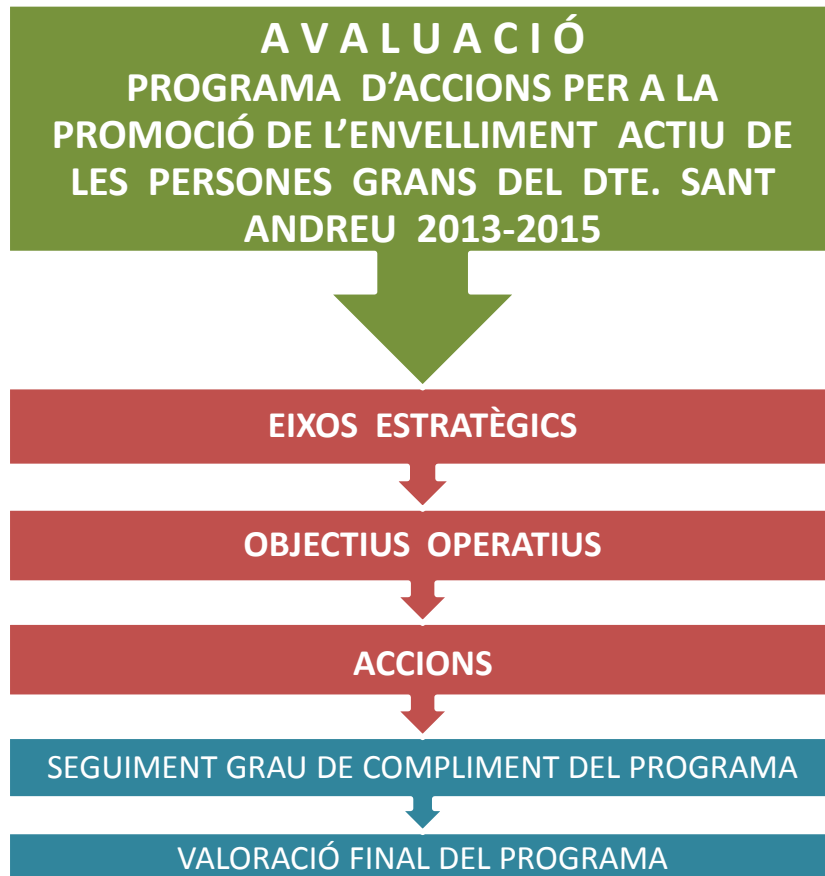 A V A L U A C I Ó
PROGRAMA D’ACCIONS PER A LA
PROMOCIÓ DE L’ENVELLIMENT ACTIU DE
LES PERSONES GRANS DEL DTE. SANT
ANDREU 2013-2015
EIXOS ESTRATÈGICS
OBJECTIUS OPERATIUS
ACCIONS
SEGUIMENT GRAU DE COMPLIMENT DEL PROGRAMA
VALORACIÓ FINAL DEL PROGRAMA